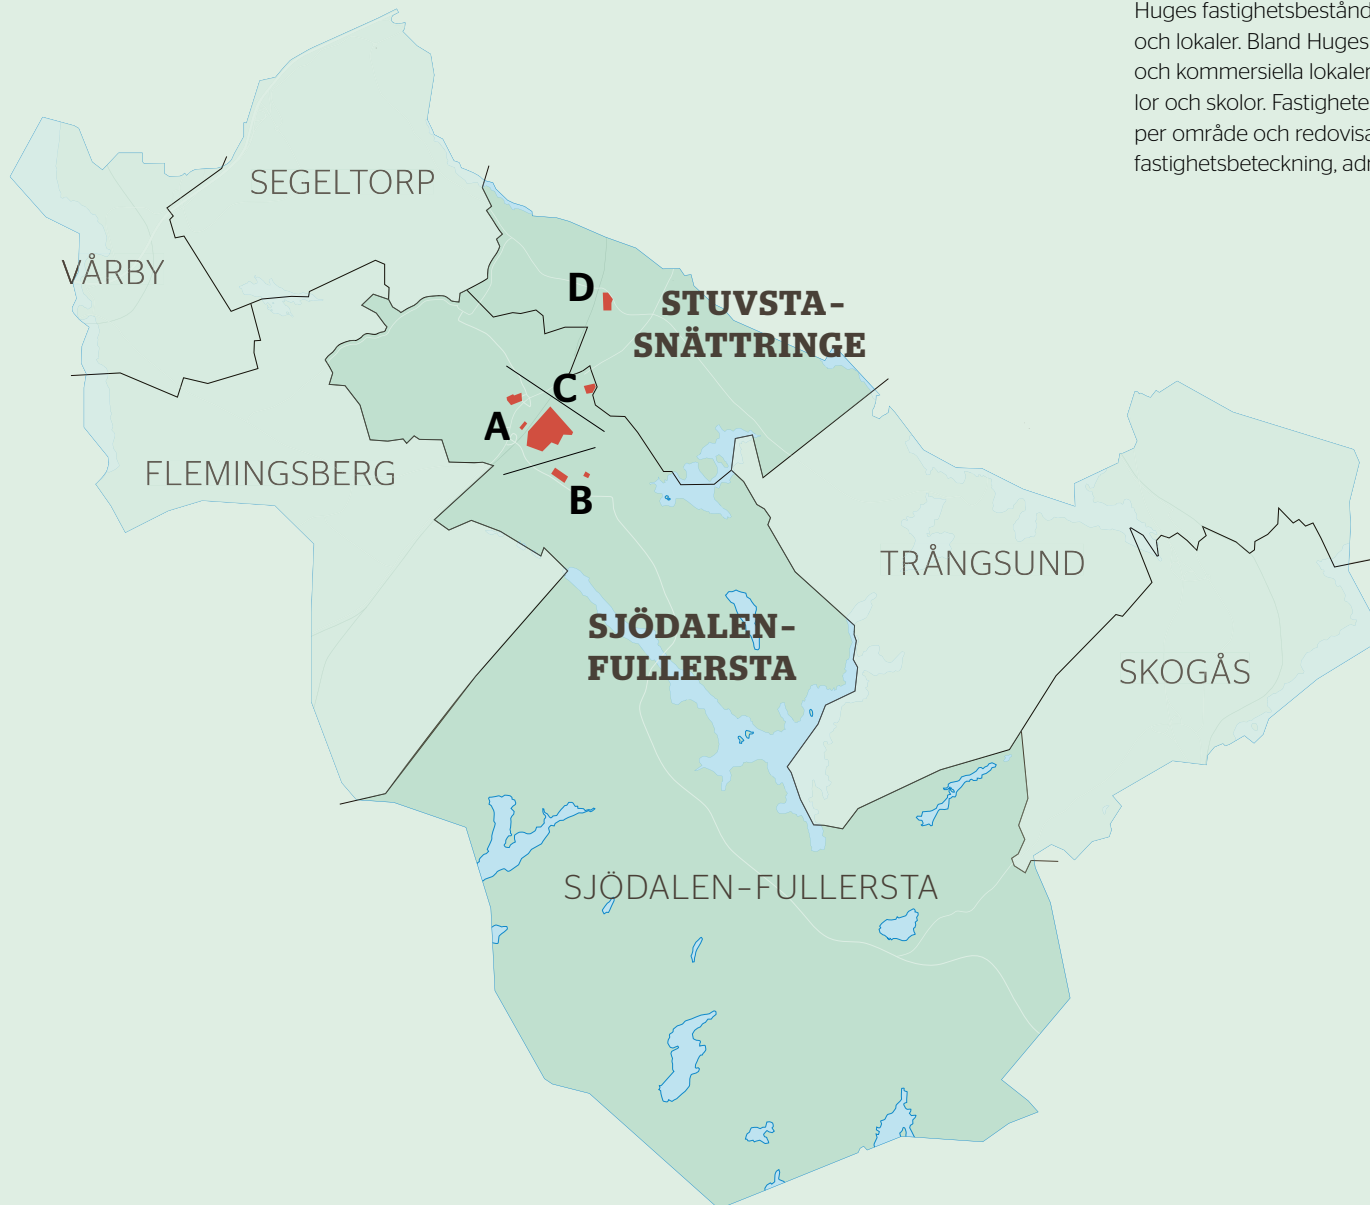 Huges fastighetsbestånd
och lokaler. Bland Huges
och kommersiella lokaler
lor och skolor. Fastighete
per område och redovisa
fastighetsbeteckning, adr
SEGELTORP
VÅRBY
D
STUVSTA-
SNÄTTRINGE
C
A
FLEMINGSBERG
B
TRÅNGSUND
SJÖDALEN-
FULLERSTA
SKOGÅS
SJÖDALEN-FULLERSTA